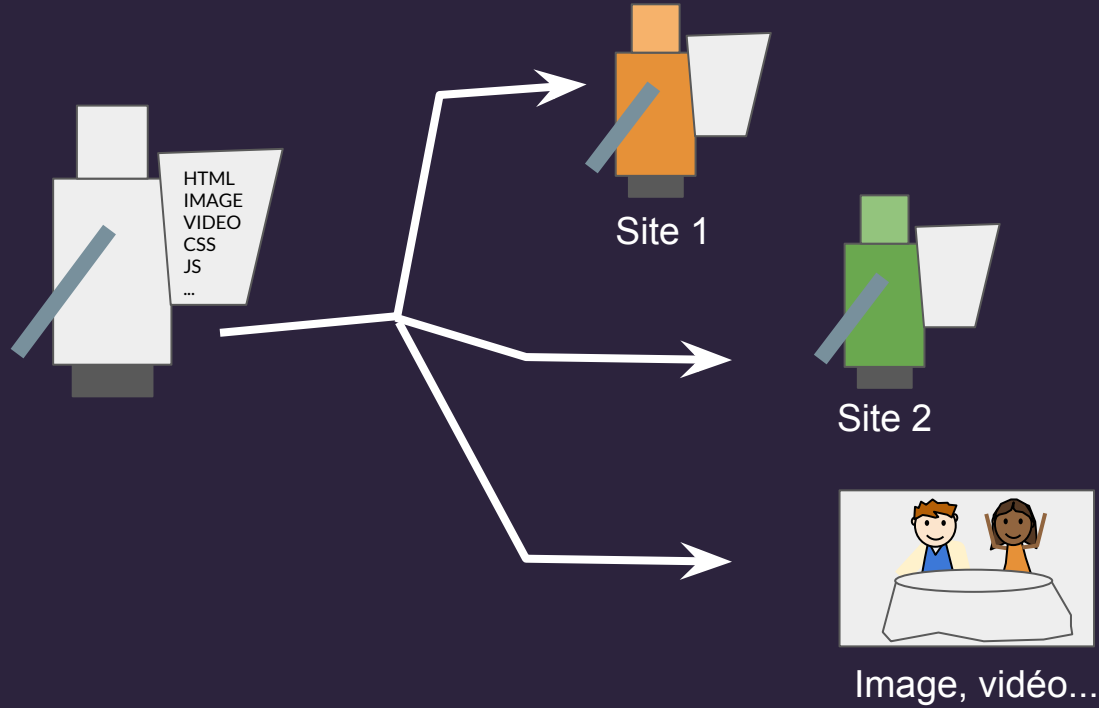 HTML
IMAGE
VIDEO
CSS
JS
...
Site 1
Site 2
Image, vidéo...